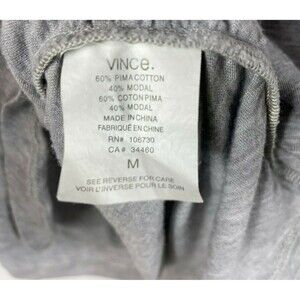 VINCE.
60% PIMA COTTON
40% MODAL
60% COTON PIMA
40% MODAL
MADE IN CHINA
FABRIQUÉ EN CHINE
RN# 106730
CA# 34460
M
SEE REVERSE FOR CARE
VOIR L'INVERSE POUR LE SOIN